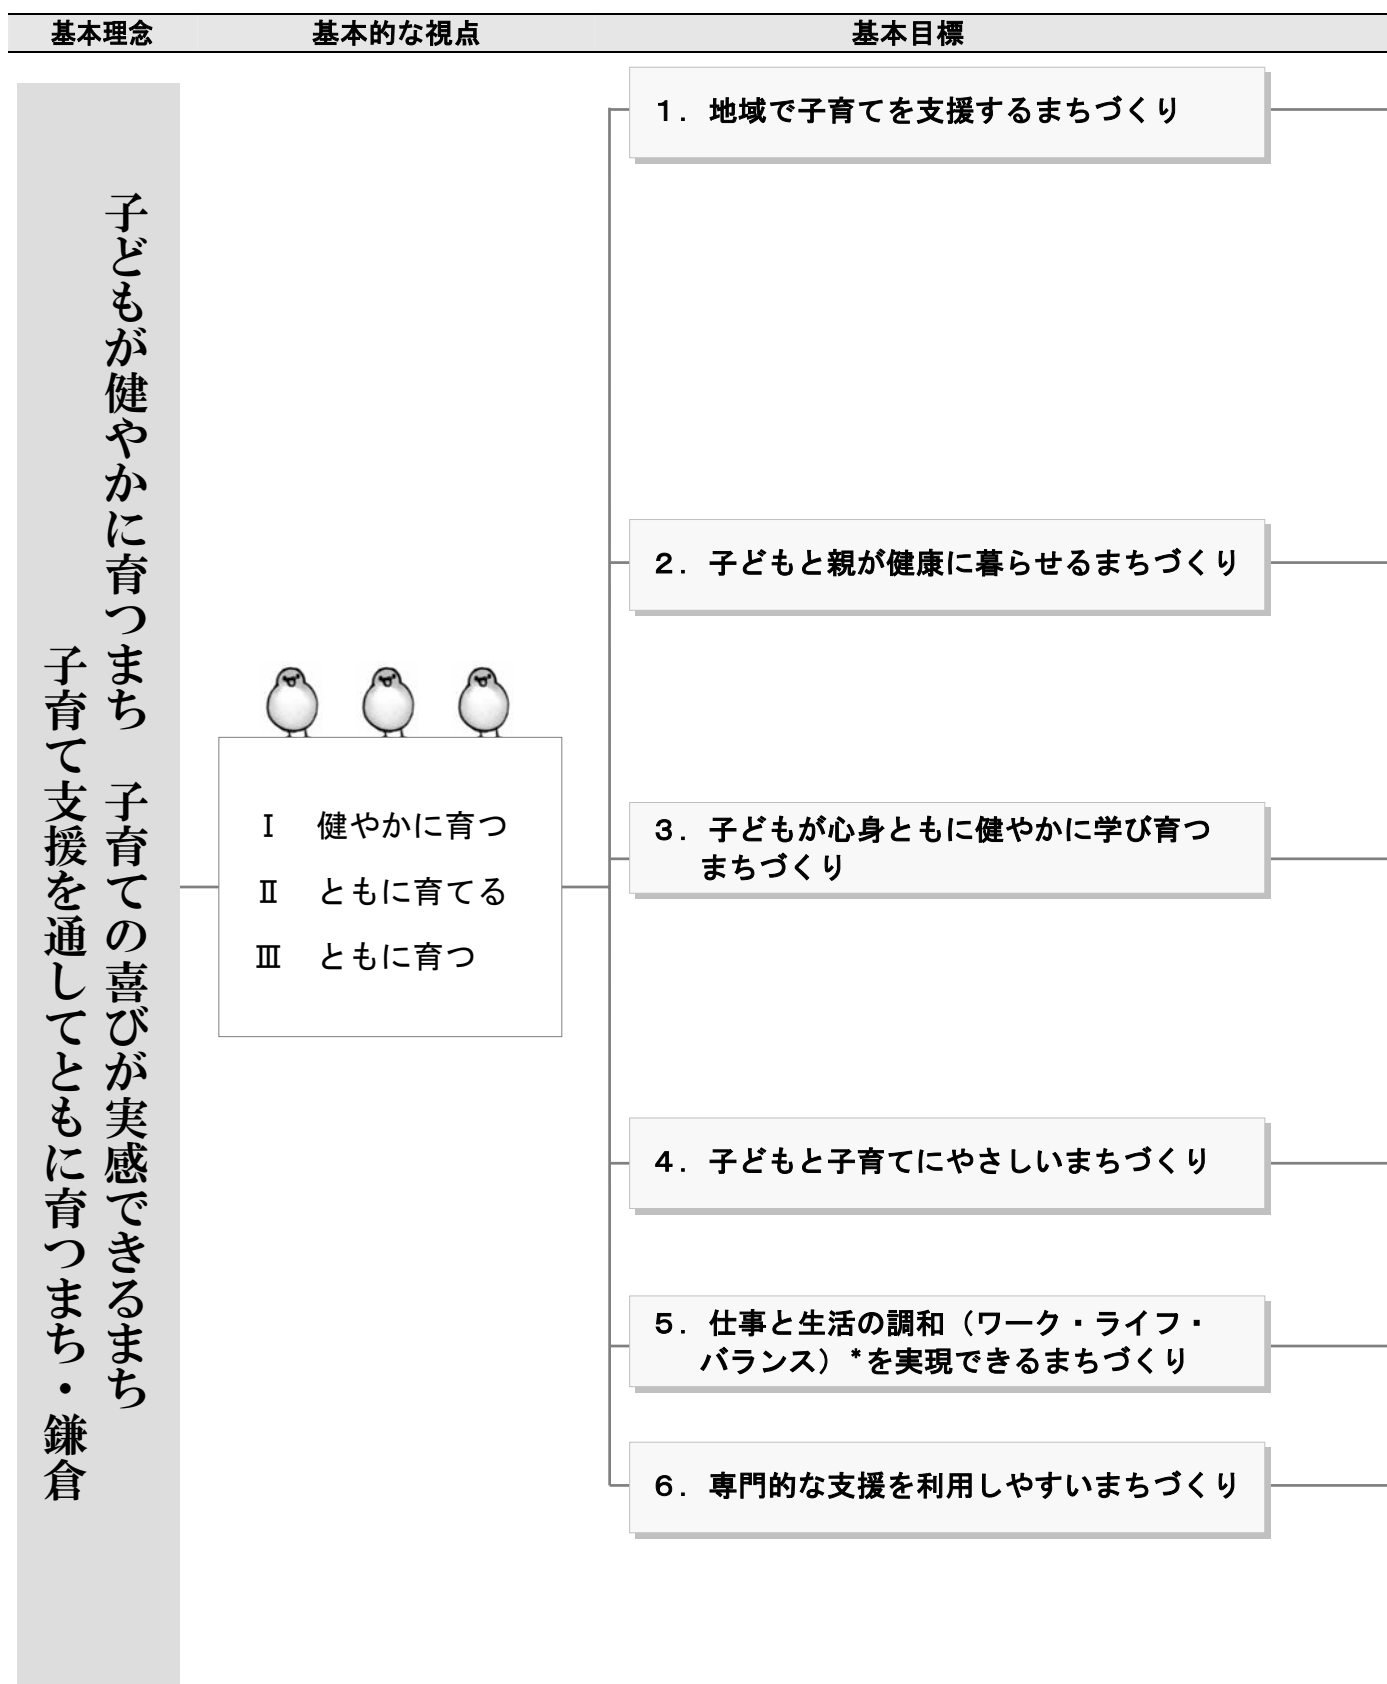 基本理念 基本的な視点 基本目標
子どもが健やかに育つまち　子育ての喜びが実感できるまち
子育て支援を通してともに育つまち・鎌倉
Ⅰ　健やかに育つ
Ⅱ　ともに育てる
Ⅲ　ともに育つ
１．地域で子育てを支援するまちづくり
２．子どもと親が健康に暮らせるまちづくり
３．子どもが心身ともに健やかに学び育つ
まちづくり
４．子どもと子育てにやさしいまちづくり
５．仕事と生活の調和（ワーク・ライフ・
バランス）*を実現できるまちづくり
６．専門的な支援を利用しやすいまちづくり